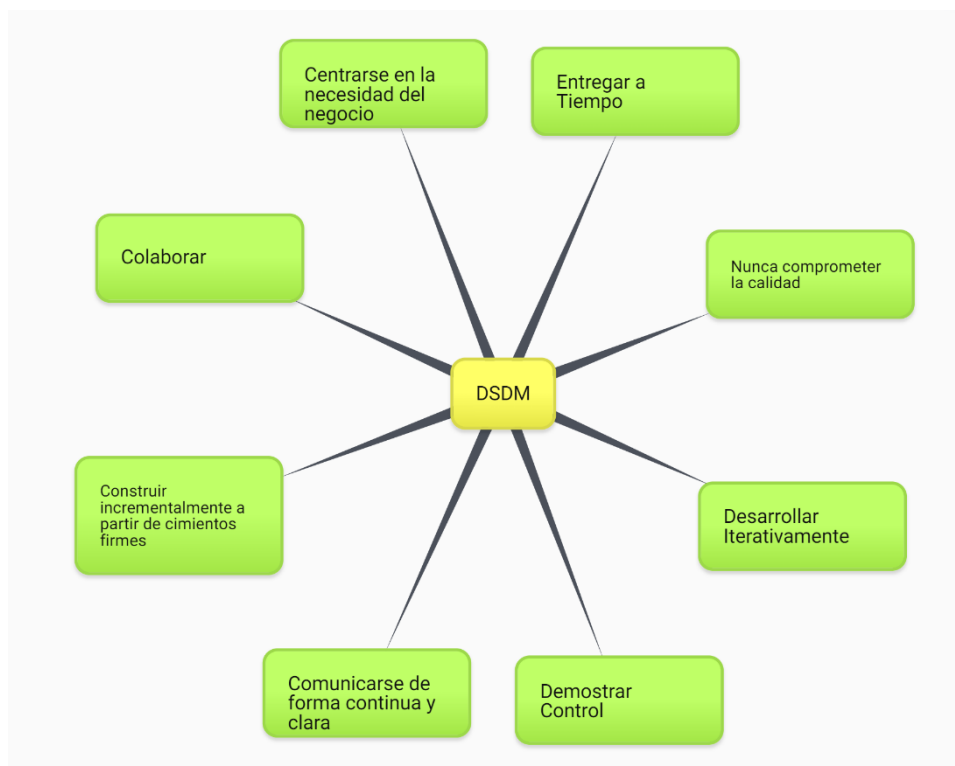 Centrarse en la
necesidad del
negocio
Entregar a
Tiempo
Colaborar
Nunca comprometer
la calidad
DSDM
Construir
incrementalmente a
partir de cimientos
firmes
Desarrollar
Iterativamente
Comunicarse de
forma continua y
clara
Demostrar
Control